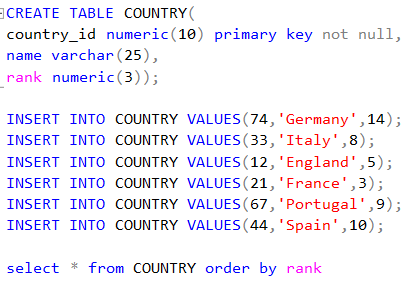 CREATE TABLE COUNTRY(
country_id numeric(10) primary key not null,
name varchar(25),
rank numeric(3));
INSERT INTO COUNTRY VALUES(74,'Germany',14);
INSERT INTO COUNTRY VALUES(33,'Italy',8);
INSERT INTO COUNTRY VALUES(12,'England',5);
INSERT INTO COUNTRY VALUES(21,'France',3);
INSERT INTO COUNTRY VALUES(67,'Portugal',9);
INSERT INTO COUNTRY VALUES(44,'Spain',10);
select * from COUNTRY order by rank